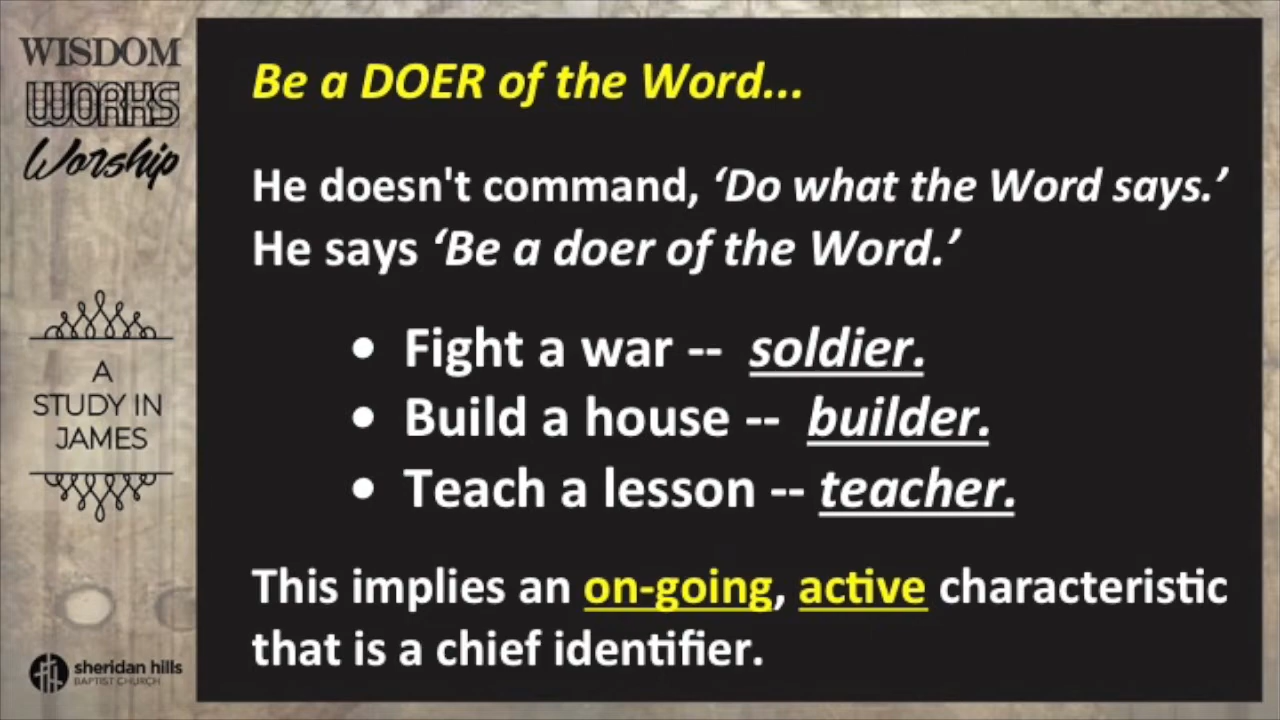 WISDOM
WORKS
Worship
A
STUDY IN
JAMES
sheridan hills
BAPTIST CHURCH
Be a DOER of the Word...
He doesn't command, ‘Do what the Word says.’
He says ‘Be a doer of the Word.’
• Fight a war -- soldier.
• Build a house -- builder.
• Teach a lesson -- teacher.
This implies an on-going, active characteristic
that is a chief identifier.